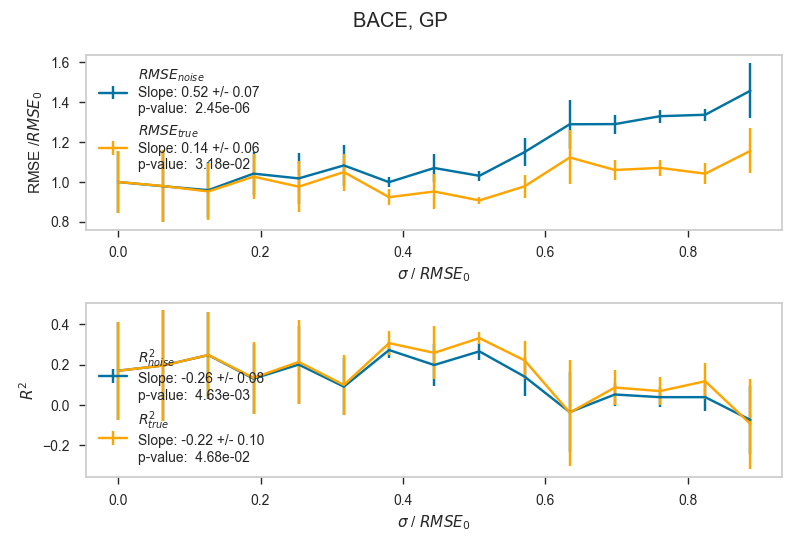 BACE, GP
1.6
1.4
1.2
1.0
0.8
RMSE /RMSE₀
RMSE_noise
Slope: 0.52 +/- 0.07
p-value: 2.45e-06
RMSE_true
Slope: 0.14 +/- 0.06
p-value: 3.18e-02
0.0 0.2 0.4 0.6 0.8
σ / RMSE₀
0.4
0.2
0.0
−0.2
R²
R²_noise
Slope: -0.26 +/- 0.08
p-value: 4.63e-03
R²_true
Slope: -0.22 +/- 0.10
p-value: 4.68e-02
0.0 0.2 0.4 0.6 0.8
σ / RMSE₀